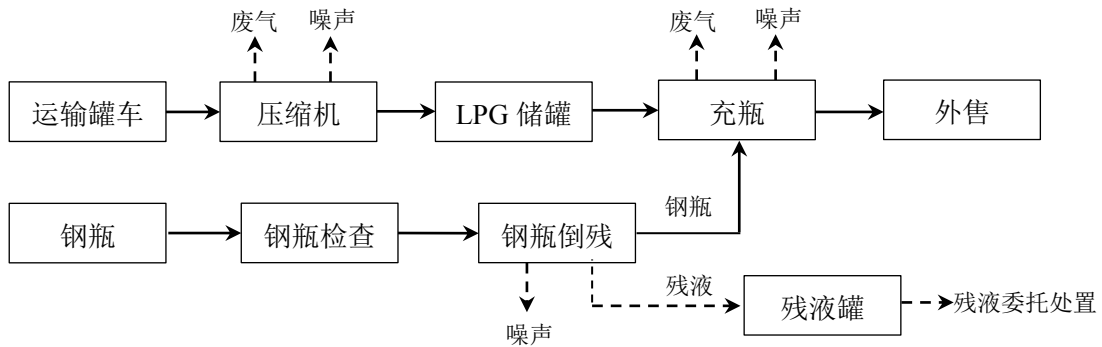 废气
噪声
废气
噪声
运输罐车
压缩机
LPG 储罐
充瓶
外售
钢瓶
钢瓶
钢瓶检查
钢瓶倒残
残液
残液罐
残液委托处置
噪声